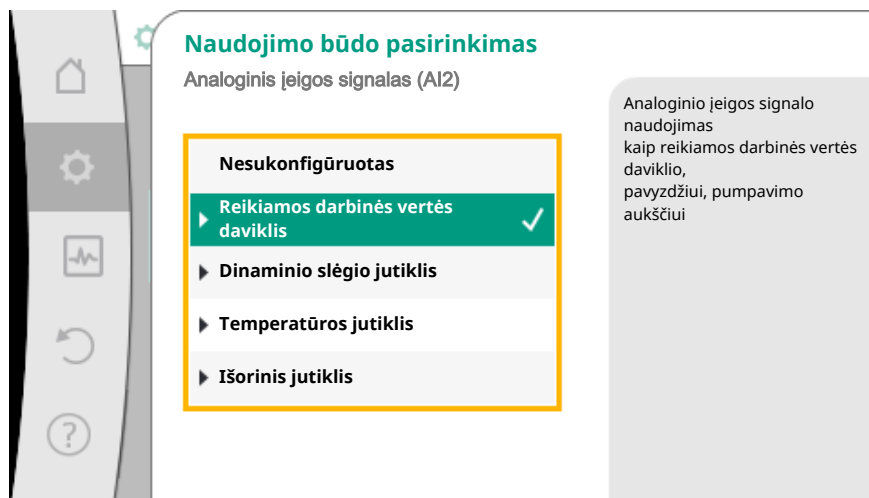 Naudojimo būdo pasirinkimas
Analoginis įeigos signalas (AI2)
Nesukonfigūruotas
Reikiamos darbinės vertės
daviklis
Dinaminio slėgio jutiklis
Temperatūros jutiklis
Išorinis jutiklis
Analoginio įeigos signalo
naudojimas
kaip reikiamos darbinės vertės
daviklio,
pavyzdžiui, pumpavimo
aukščiui